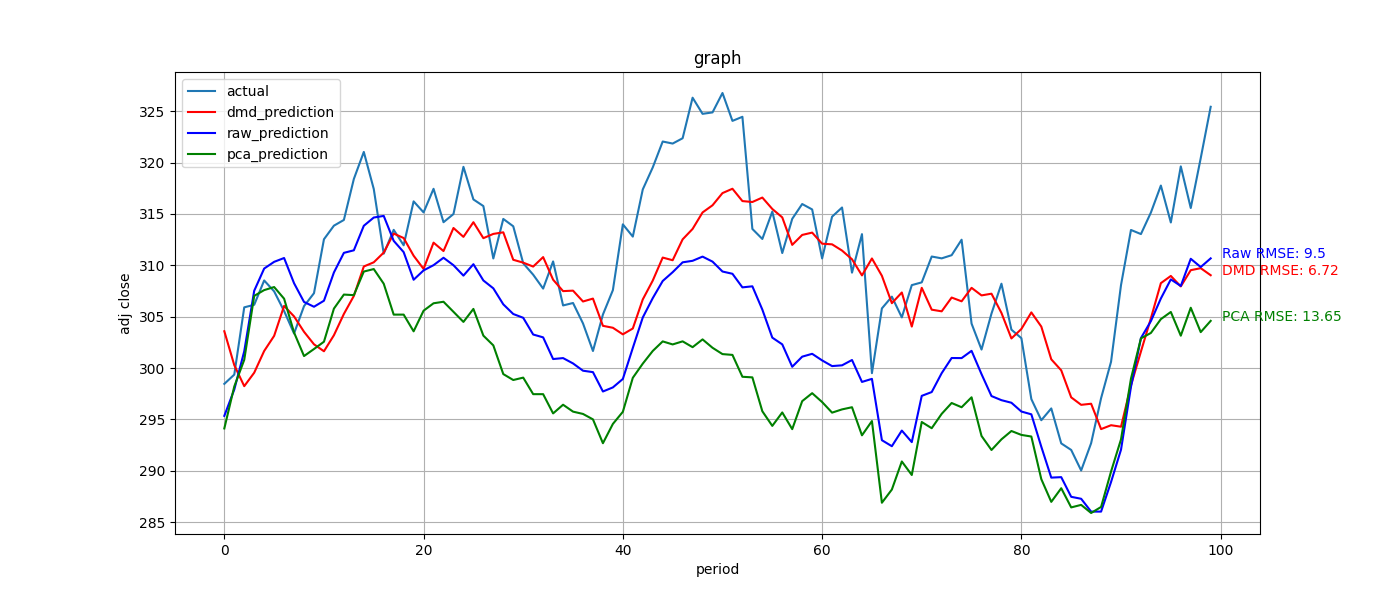 graph
actual
dmd_prediction
raw_prediction
pca_prediction
adj close
325
320
315
310
305
300
295
290
285
Raw RMSE: 9.5
DMD RMSE: 6.72
PCA RMSE: 13.65
0 20 40 60 80 100
period